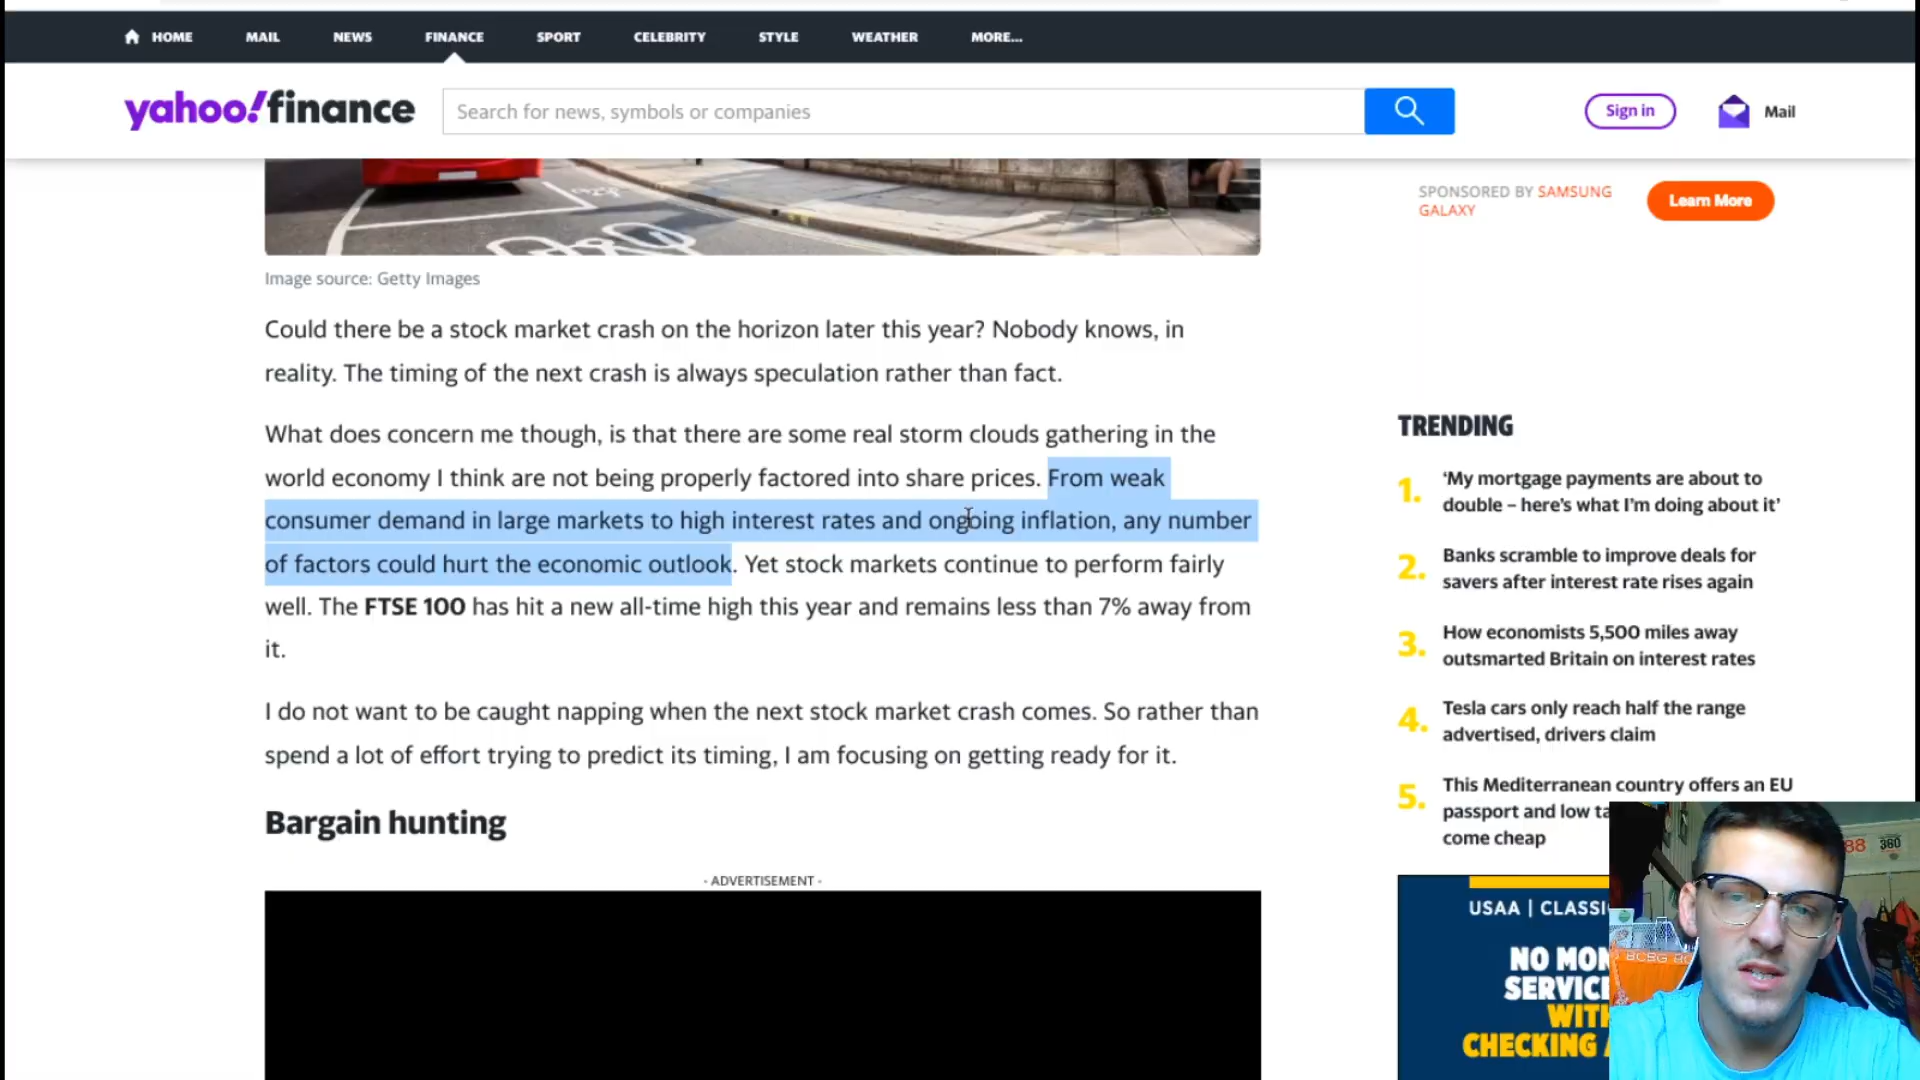 HOME MAIL NEWS FINANCE SPORT CELEBRITY STYLE WEATHER MORE...
yahoo!finance
Search for news, symbols or companies
Sign in
Mail
SPONSORED BY SAMSUNG
GALAXY
Learn More
Image source: Getty Images
Could there be a stock market crash on the horizon later this year? Nobody knows, in
reality. The timing of the next crash is always speculation rather than fact.
What does concern me though, is that there are some real storm clouds gathering in the
world economy I think are not being properly factored into share prices. From weak
consumer demand in large markets to high interest rates and ongoing inflation, any number
of factors could hurt the economic outlook. Yet stock markets continue to perform fairly
well. The FTSE 100 has hit a new all-time high this year and remains less than 7% away from
it.
I do not want to be caught napping when the next stock market crash comes. So rather than
spend a lot of effort trying to predict its timing, I am focusing on getting ready for it.
Bargain hunting
- ADVERTISEMENT -
TRENDING
1. ‘My mortgage payments are about to
double – here’s what I’m doing about it’
2. Banks scramble to improve deals for
savers after interest rate rises again
3. How economists 5,500 miles away
outsmarted Britain on interest rates
4. Tesla cars only reach half the range
advertised, drivers claim
5. This Mediterranean country offers an EU
passport and low ta
come cheap
USAA | CLASSI
NO MON
SERVICE
WITH
CHECKING
88 360
BCBG